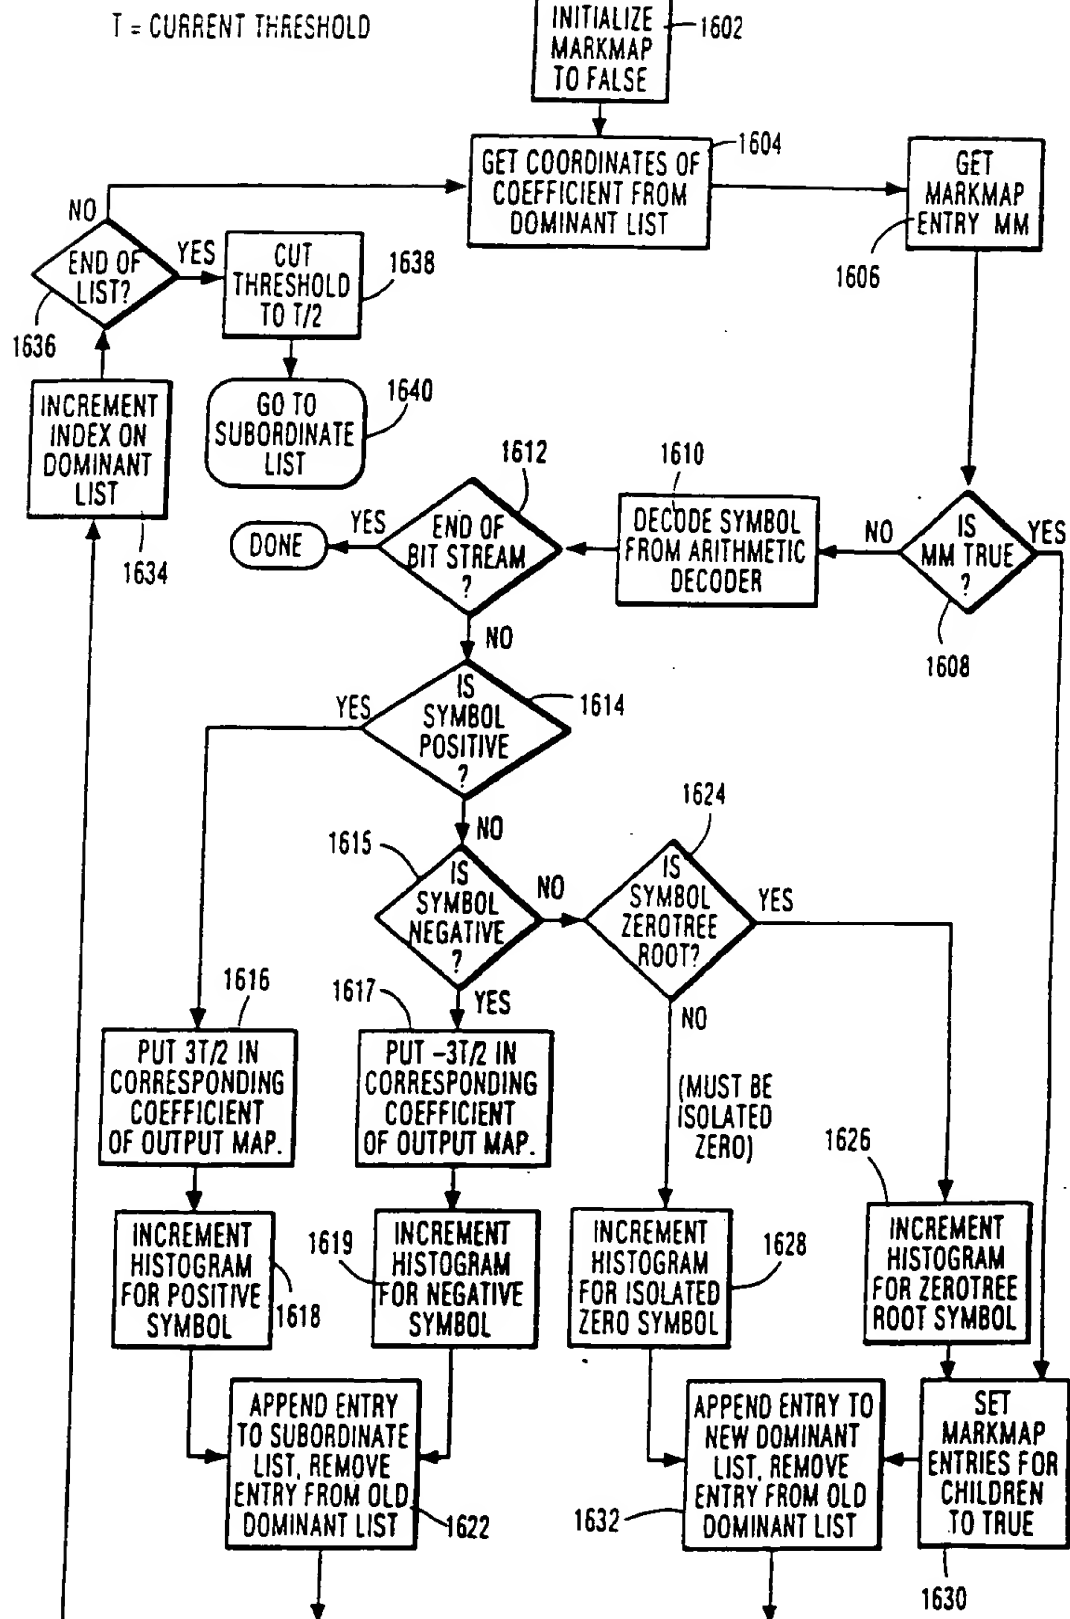 T = CURRENT THRESHOLD
INITIALIZE
MARKMAP
TO FALSE
1602
GET COORDINATES OF
COEFFICIENT FROM
DOMINANT LIST
1604
GET
MARKMAP
ENTRY MM
1606
NO
END OF
LIST?
YES
1636
CUT
THRESHOLD
TO T/2
1638
GO TO
SUBORDINATE
LIST
1640
INCREMENT
INDEX ON
DOMINANT
LIST
1634
IS
MM TRUE
?
NO
YES
1608
DECODE SYMBOL
FROM ARITHMETIC
DECODER
1610
END OF
BIT STREAM
?
1612
YES
DONE
NO
IS
SYMBOL
POSITIVE
?
1614
YES
NO
IS
SYMBOL
NEGATIVE
?
1615
NO
YES
IS
SYMBOL
ZEROTREE
ROOT?
1624
YES
NO
(MUST BE
ISOLATED
ZERO)
PUT 3T/2 IN
CORRESPONDING
COEFFICIENT
OF OUTPUT MAP.
1616
PUT -3T/2 IN
CORRESPONDING
COEFFICIENT
OF OUTPUT MAP.
1617
INCREMENT
HISTOGRAM
FOR POSITIVE
SYMBOL
1618
INCREMENT
HISTOGRAM
FOR NEGATIVE
SYMBOL
1619
INCREMENT
HISTOGRAM
FOR ISOLATED
ZERO SYMBOL
1628
INCREMENT
HISTOGRAM
FOR ZEROTREE
ROOT SYMBOL
1626
APPEND ENTRY
TO SUBORDINATE
LIST, REMOVE
ENTRY FROM OLD
DOMINANT LIST
1622
APPEND ENTRY TO
NEW DOMINANT
LIST, REMOVE
ENTRY FROM OLD
DOMINANT LIST
1632
SET
MARKMAP
ENTRIES FOR
CHILDREN
TO TRUE
1630